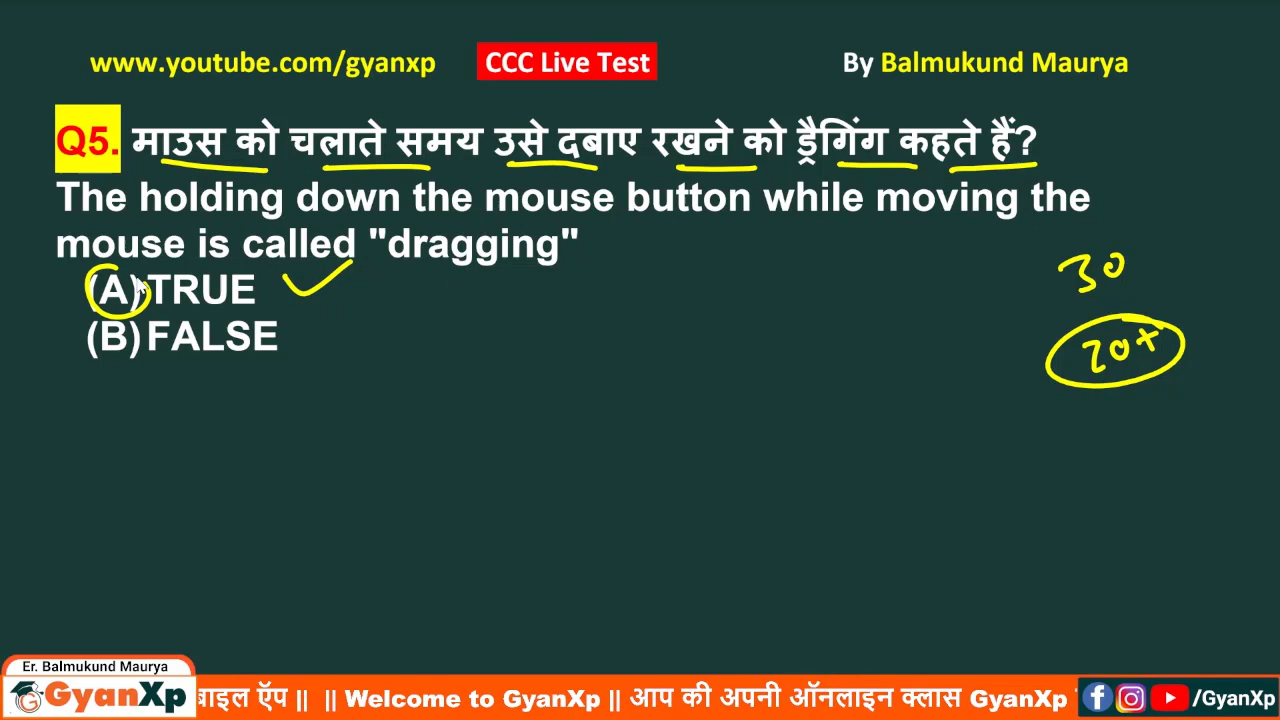 www.youtube.com/gyanxp CCC Live Test By Balmukund Maurya
Q5. माउस को चलाते समय उसे दबाए रखने को ड्रैगिंग कहते हैं?
The holding down the mouse button while moving the
mouse is called "dragging"
(A) TRUE
30
(B) FALSE
20+
Er. Balmukund Maurya
GyanXp बाइल ऍप || || Welcome to GyanXp || आप की अपनी ऑनलाइन क्लास GyanXp /GyanXp